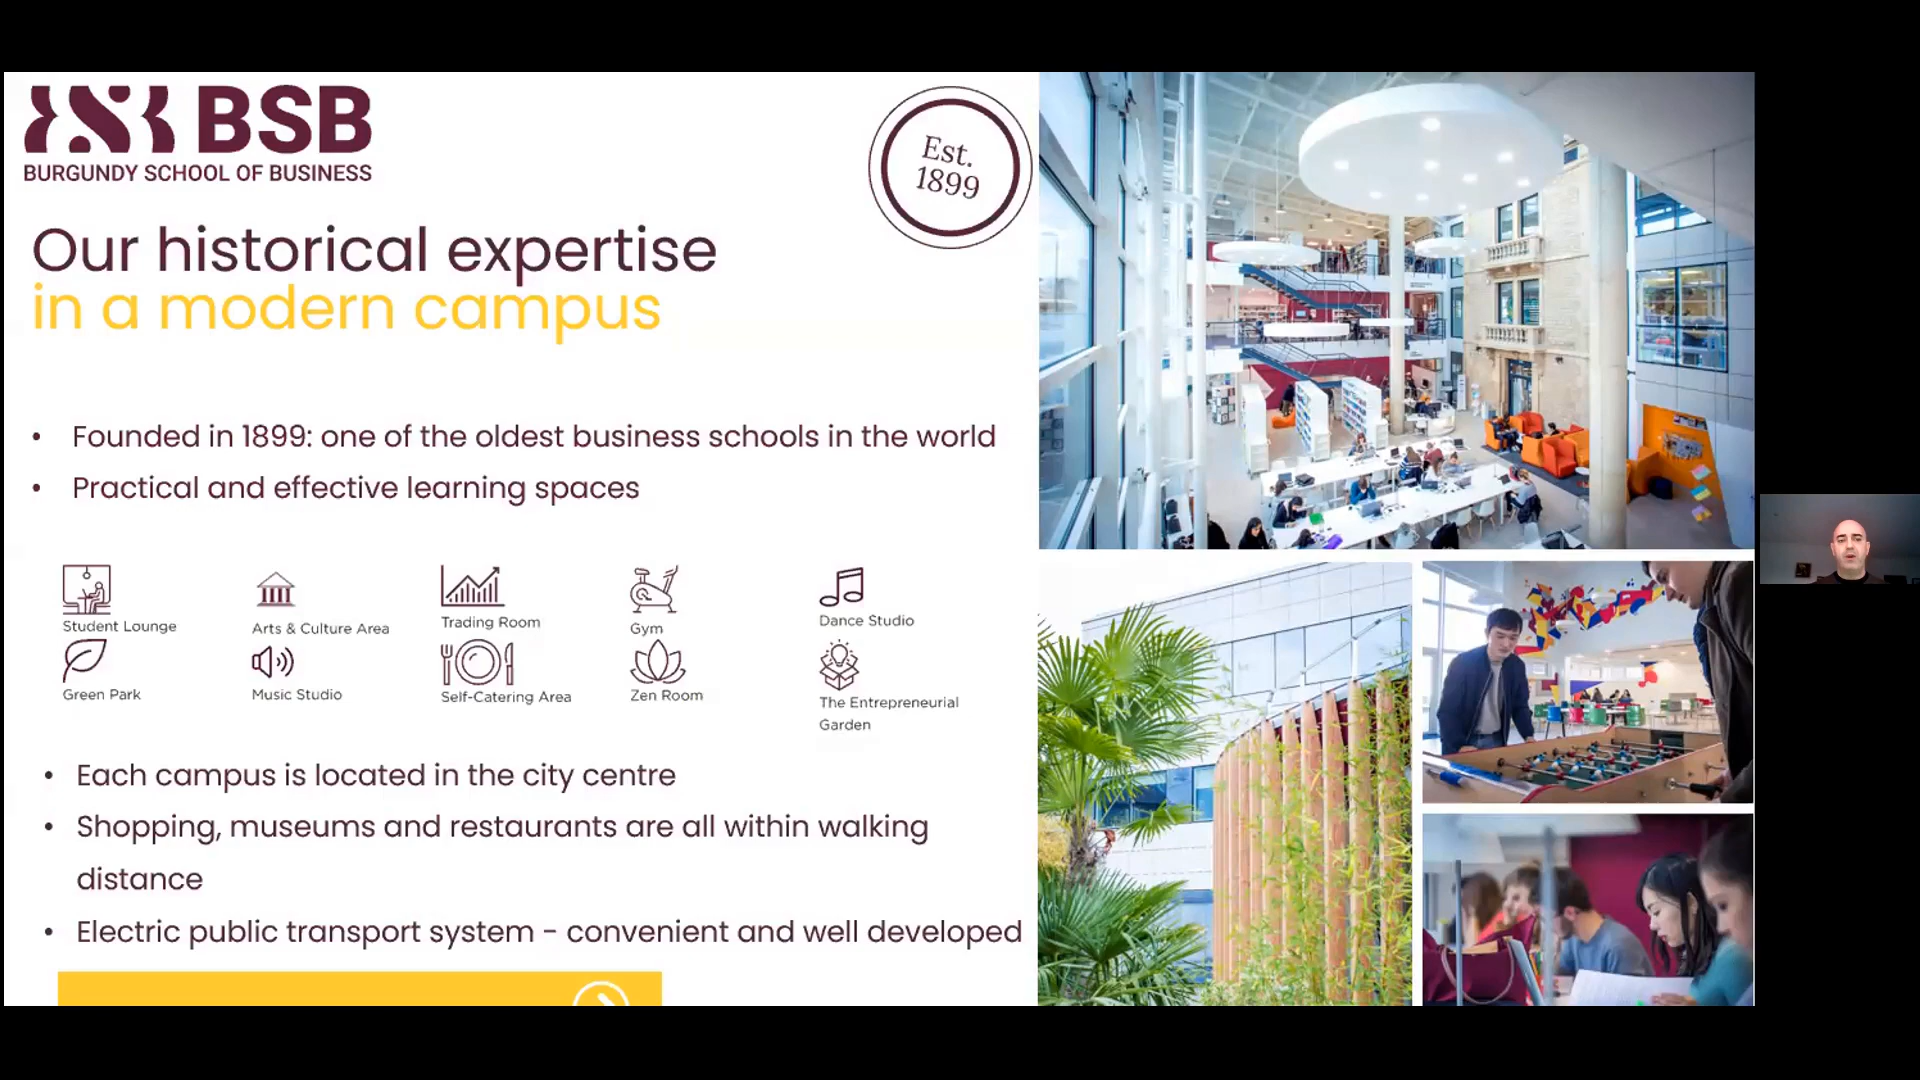 BSB
BURGUNDY SCHOOL OF BUSINESS
Est.
1899
Our historical expertise
in a modern campus
• Founded in 1899: one of the oldest business schools in the world
• Practical and effective learning spaces
Student Lounge
Arts & Culture Area
Trading Room
Gym
Dance Studio
Green Park
Music Studio
Self-Catering Area
Zen Room
The Entrepreneurial
Garden
• Each campus is located in the city centre
• Shopping, museums and restaurants are all within walking
distance
• Electric public transport system - convenient and well developed